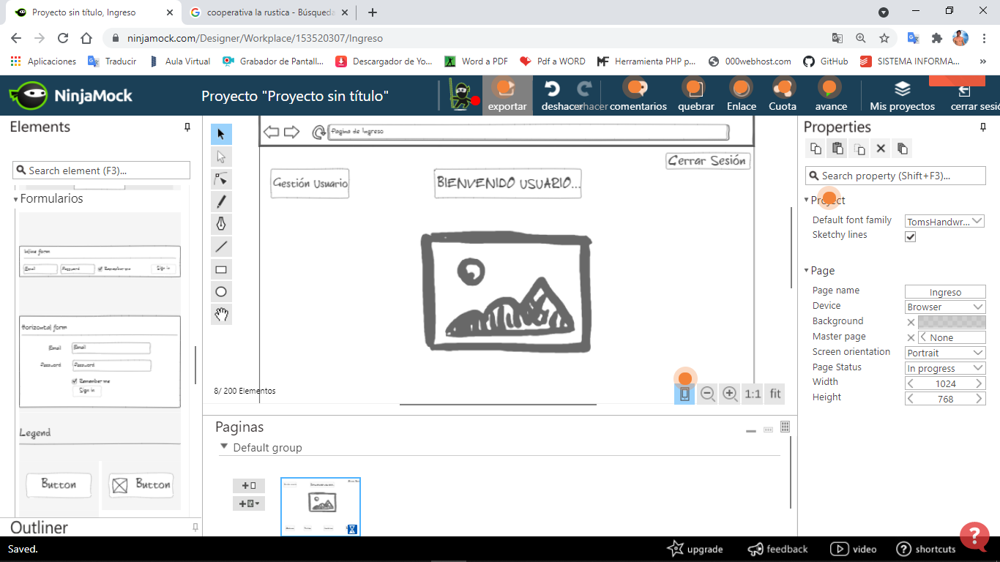 Proyecto sin título, Ingreso
cooperativa la rustica - Búsqueda
ninjamock.com/Designer/Workplace/153520307/Ingreso
Aplicaciones
Traducir
Aula Virtual
Grabador de Pantall...
Descargador de Yo...
Word a PDF
Pdf a WORD
Herramienta PHP p...
000webhost.com
GitHub
SISTEMA INFORMA...
»
NinjaMock
Proyecto "Proyecto sin título"
exportar
deshacer
comentarios
quebrar
Enlace
Cuota
avance
Mis proyectos
cerrar sesió
Elements
Search element (F3)...
Formularios
Inline form
Email
Password
Remember me
Sign in
Horizontal form
Email
Email
Password
Password
Remember me
Sign in
Legend
Button
Button
Outliner
Pagina de Ingreso
Cerrar Sesión
Gestión Usuario
BIENVENIDO USUARIO...
8/ 200 Elementos
1:1
fit
Paginas
Default group
Properties
Search property (Shift+F3)...
Project
Default font family
TomsHandwr...
Sketchy lines
Page
Page name
Ingreso
Device
Browser
Background
Master page
None
Screen orientation
Portrait
Page Status
In progress
Width
1024
Height
768
Saved.
upgrade
feedback
video
shortcuts